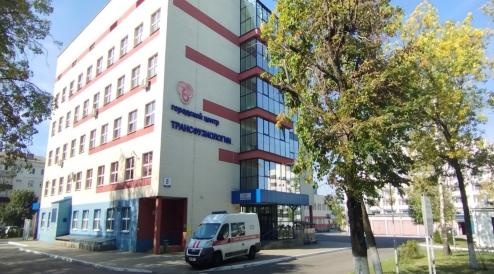 городской центр
ТРАНСФУЗИОЛОГИИ